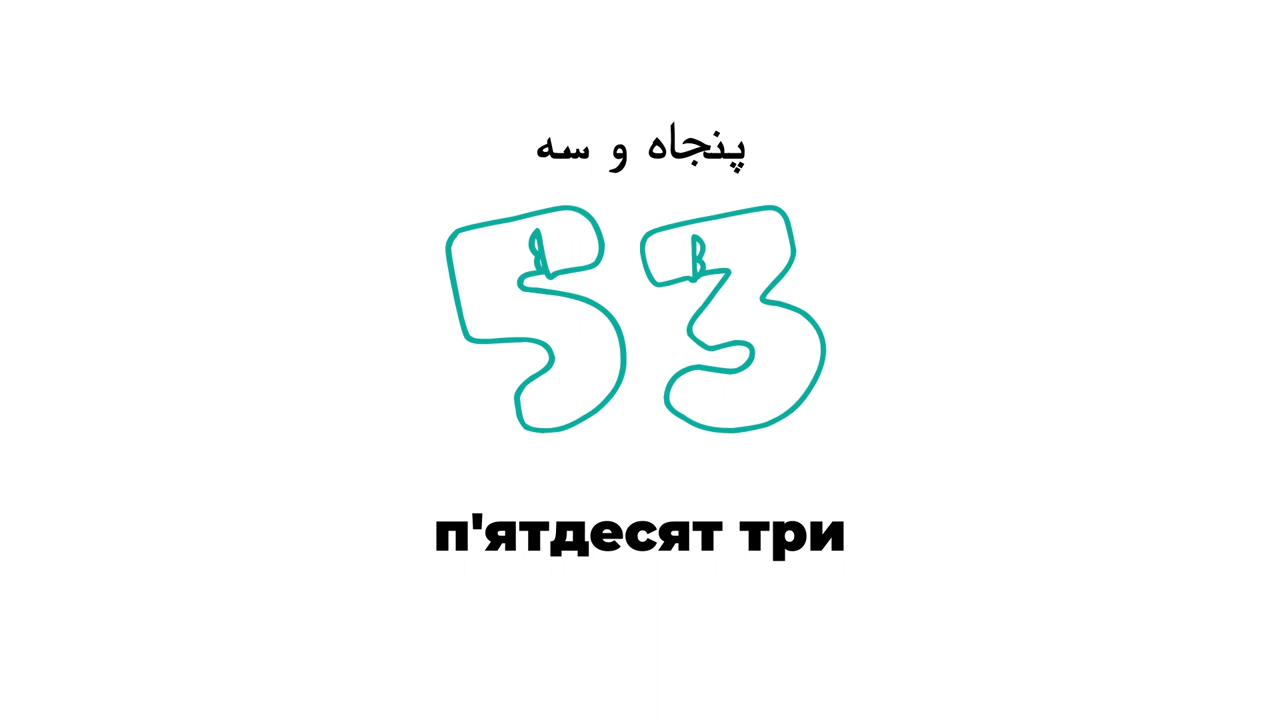 پنجاه و سه
53
п'ятдесят три